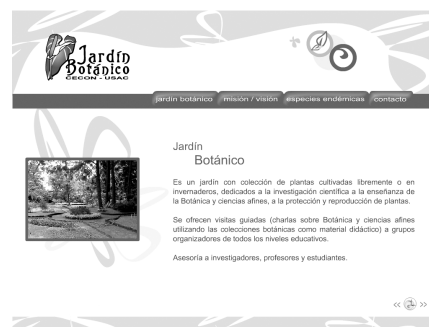 Jardín
Botánico
CECON - USAC
jardín botánico
misión / visión
especies endémicas
contacto
Jardín
Botánico
Es un jardín con colección de plantas cultivadas libremente o en
invernaderos, dedicados a la investigación científica a la enseñanza de
la Botánica y ciencias afines, a la protección y reproducción de plantas.
Se ofrecen visitas guiadas (charlas sobre Botánica y ciencias afines
utilizando las colecciones botánicas como material didáctico) a grupos
organizadores de todos los niveles educativos.
Asesoría a investigadores, profesores y estudiantes.
<< 2 >>